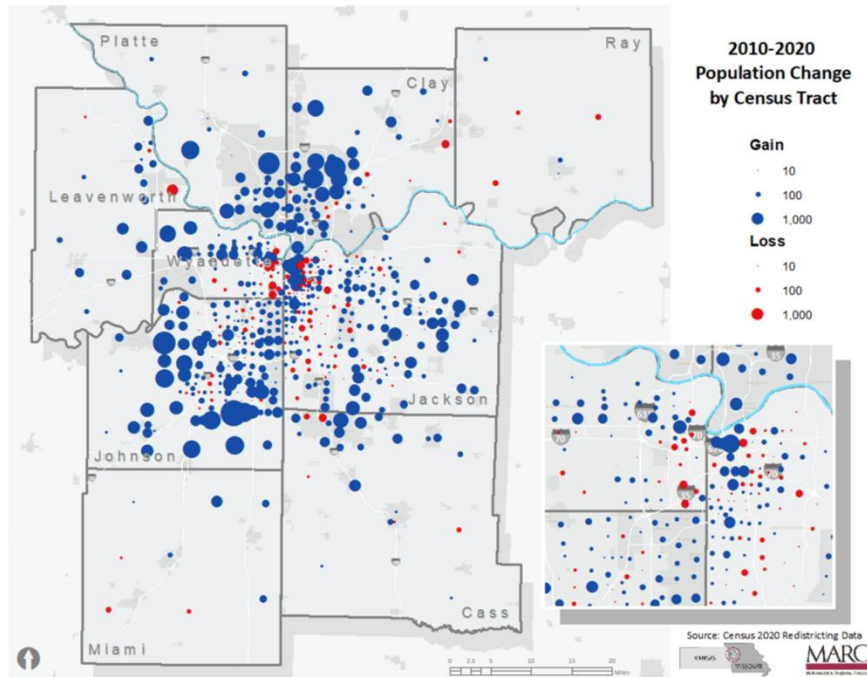 2010-2020
Population Change
by Census Tract
Gain
10
100
1,000
Loss
10
100
1,000
Platte
Ray
Clay
Leavenworth
Wyandotte
Jackson
Johnson
Cass
Miami
35
70
70
35
Source: Census 2020 Redistricting Data
KANSAS
MISSOURI
MARC
0 2.5 5 10 15 20
Miles